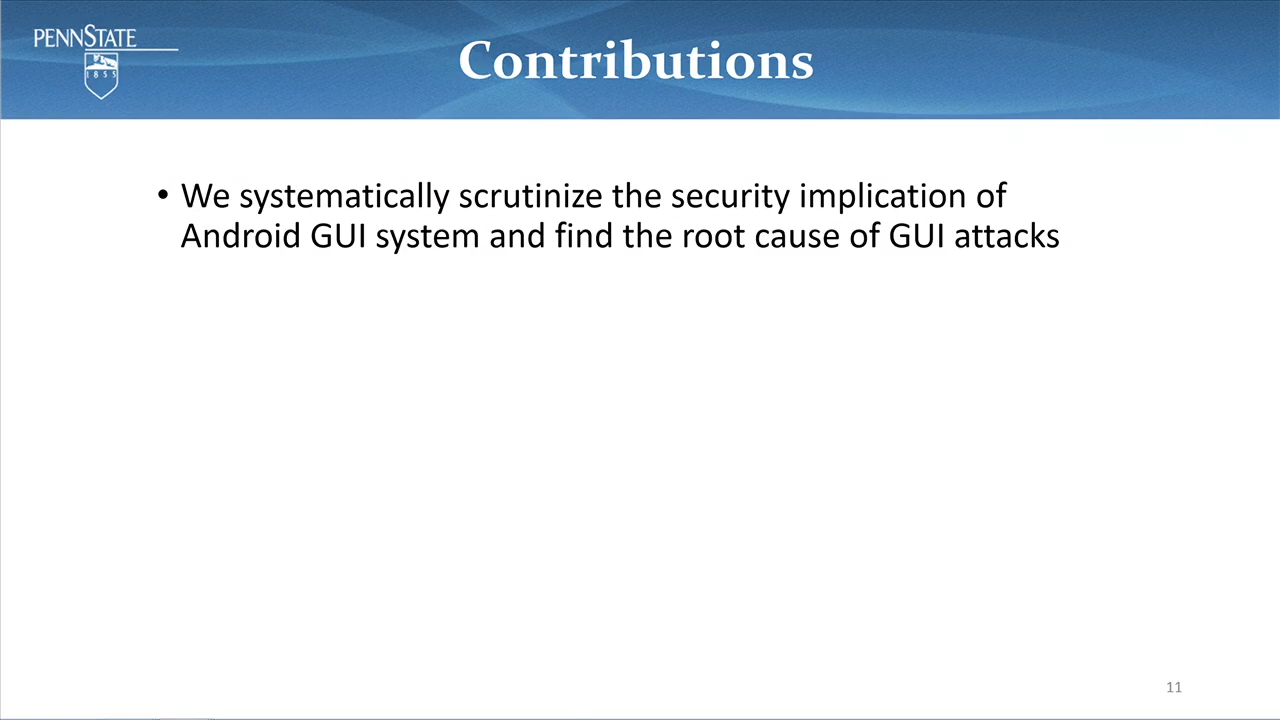 PENNSTATE
1855
Contributions
• We systematically scrutinize the security implication of
Android GUI system and find the root cause of GUI attacks
11